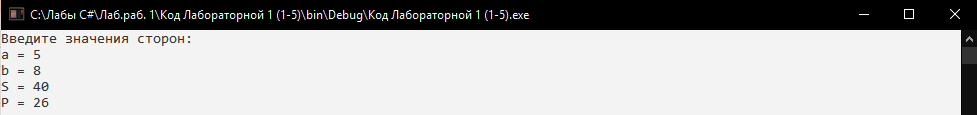 C:\Лабы C#\Лаб.раб. 1\Код Лабораторной 1 (1-5)\bin\Debug\Код Лабораторной 1 (1-5).exe
Введите значения сторон:
a = 5
b = 8
S = 40
P = 26